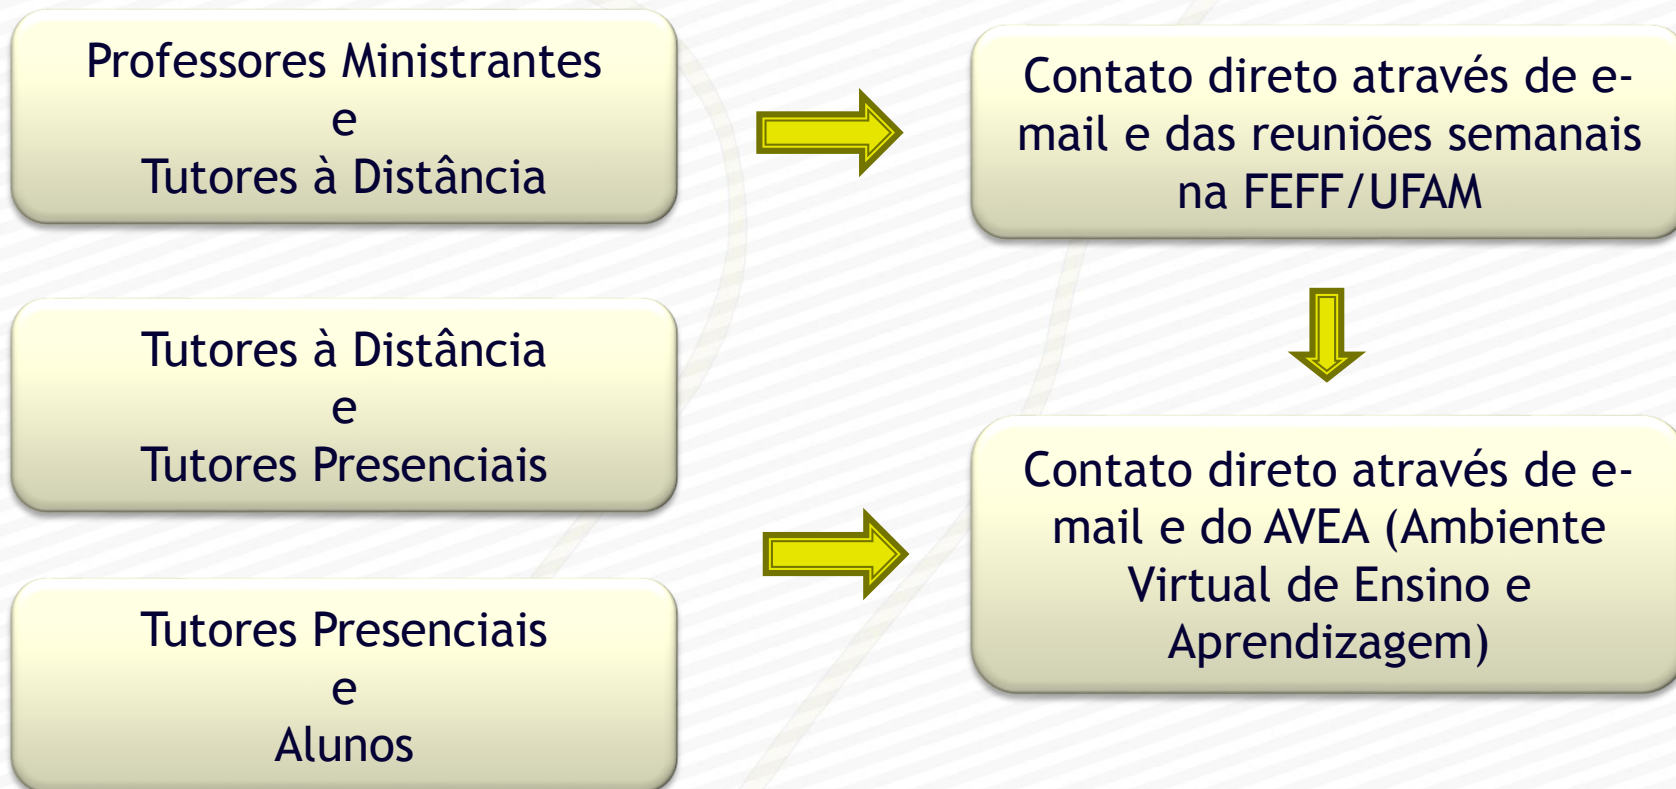 Professores Ministrantes
e
Tutores à Distância
Contato direto através de e-
mail e das reuniões semanais
na FEFF/UFAM
Tutores à Distância
e
Tutores Presenciais
Contato direto através de e-
mail e do AVEA (Ambiente
Virtual de Ensino e
Aprendizagem)
Tutores Presenciais
e
Alunos